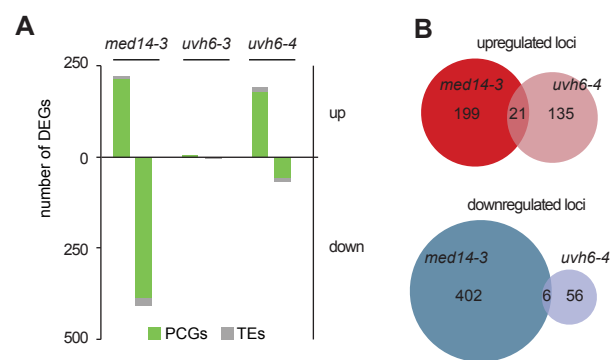 A
med14-3 uvh6-3 uvh6-4
number of DEGs
250
0
250
500
up
down
PCGs TEs
B
upregulated loci
med14-3 uvh6-4
199 21 135
downregulated loci
med14-3 uvh6-4
402 6 56